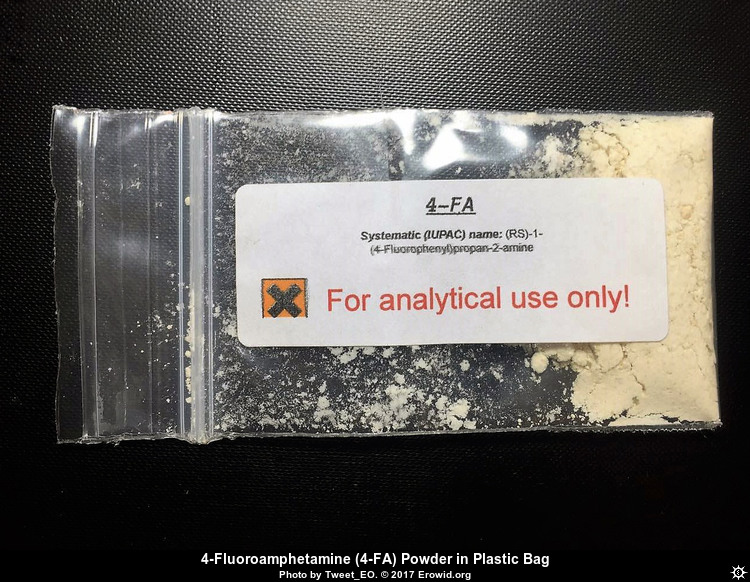 4-FA
Systematic (IUPAC) name: (RS)-1-
(4-Fluorophenyl)propan-2-amine
For analytical use only!
4-Fluoroamphetamine (4-FA) Powder in Plastic Bag
Photo by Tweet_EO. © 2017 Erowid.org